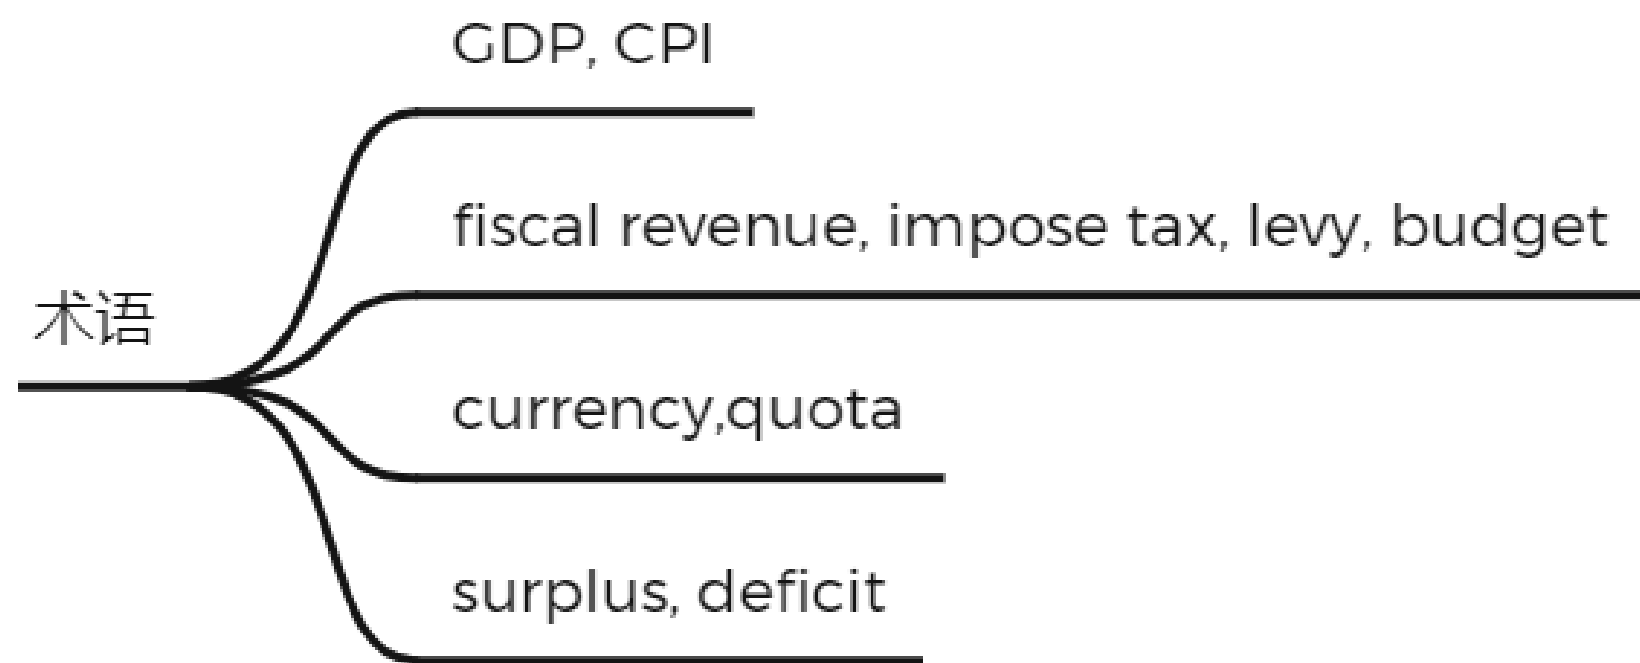 GDP, CPI
fiscal revenue, impose tax, levy, budget
术语
currency,quota
surplus, deficit